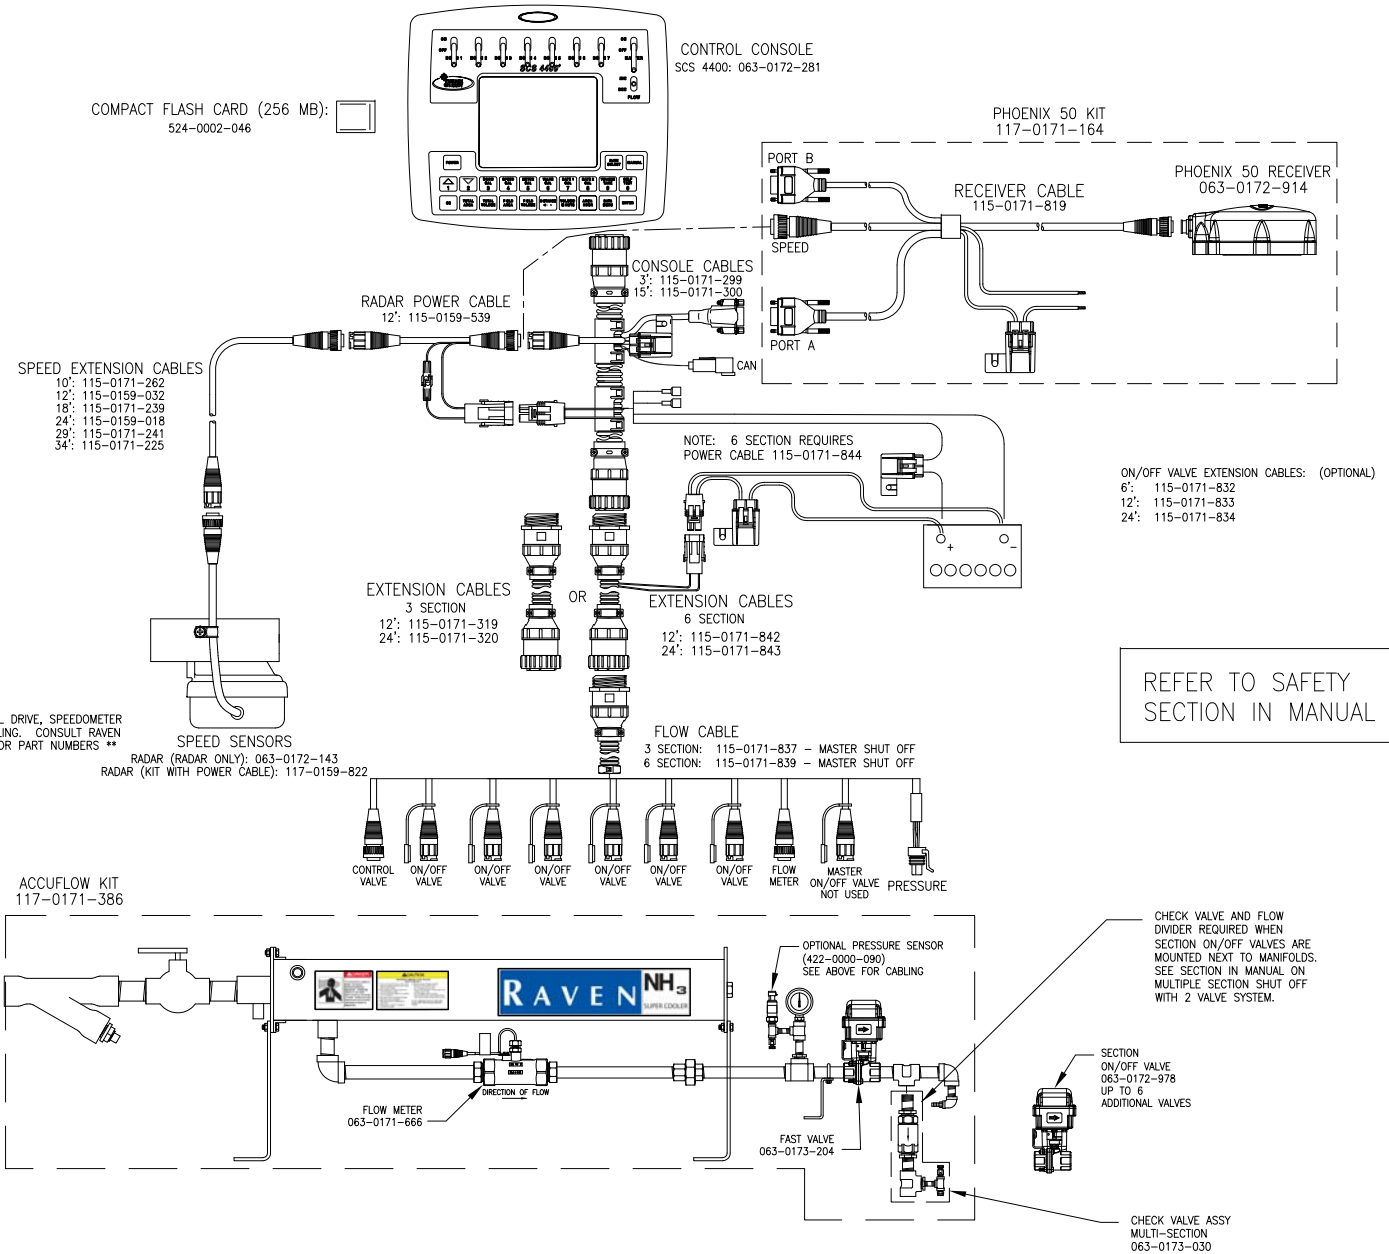 CONTROL CONSOLE
SCS 4400: 063-0172-281
SCS 4400
COMPACT FLASH CARD (256 MB):
524-0002-046
PHOENIX 50 KIT
117-0171-164
PORT B
PHOENIX 50 RECEIVER
063-0172-914
RECEIVER CABLE
115-0171-819
SPEED
PORT A
CONSOLE CABLES
3': 115-0171-299
15': 115-0171-300
RADAR POWER CABLE
12': 115-0159-539
CAN
SPEED EXTENSION CABLES
10': 115-0171-262
12': 115-0159-032
18': 115-0171-239
24': 115-0159-018
29': 115-0171-241
34': 115-0171-225
NOTE: 6 SECTION REQUIRES
POWER CABLE 115-0171-844
ON/OFF VALVE EXTENSION CABLES: (OPTIONAL)
6': 115-0171-832
12': 115-0171-833
24': 115-0171-834
+ -
EXTENSION CABLES
3 SECTION
12': 115-0171-319
24': 115-0171-320
OR
EXTENSION CABLES
6 SECTION
12': 115-0171-842
24': 115-0171-843
REFER TO SAFETY
SECTION IN MANUAL
L DRIVE, SPEEDOMETER
LING. CONSULT RAVEN
OR PART NUMBERS **
SPEED SENSORS
RADAR (RADAR ONLY): 063-0172-143
RADAR (KIT WITH POWER CABLE): 117-0159-822
FLOW CABLE
3 SECTION: 115-0171-837 - MASTER SHUT OFF
6 SECTION: 115-0171-839 - MASTER SHUT OFF
CONTROL
VALVE
ON/OFF
VALVE
ON/OFF
VALVE
ON/OFF
VALVE
ON/OFF
VALVE
ON/OFF
VALVE
ON/OFF
VALVE
FLOW
METER
MASTER
ON/OFF VALVE
NOT USED
PRESSURE
ACCUFLOW KIT
117-0171-386
RAVEN
NH3
SUPER COOLER
OPTIONAL PRESSURE SENSOR
(422-0000-090)
SEE ABOVE FOR CABLING
CHECK VALVE AND FLOW
DIVIDER REQUIRED WHEN
SECTION ON/OFF VALVES ARE
MOUNTED NEXT TO MANIFOLDS.
SEE SECTION IN MANUAL ON
MULTIPLE SECTION SHUT OFF
WITH 2 VALVE SYSTEM.
DIRECTION OF FLOW
FLOW METER
063-0171-666
FAST VALVE
063-0173-204
SECTION
ON/OFF VALVE
063-0172-978
UP TO 6
ADDITIONAL VALVES
CHECK VALVE ASSY
MULTI-SECTION
063-0173-030